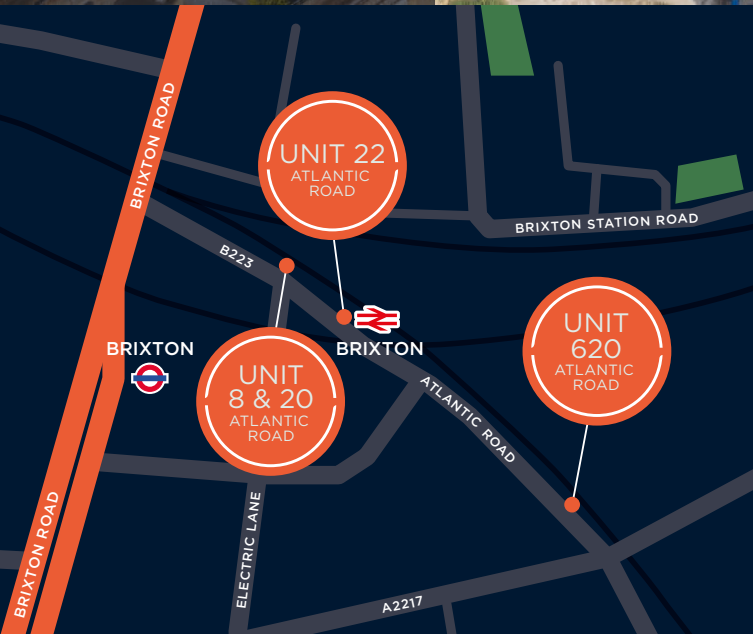 BRIXTON ROAD
UNIT 22
ATLANTIC
ROAD
BRIXTON STATION ROAD
B223
BRIXTON
BRIXTON
UNIT
620
ATLANTIC
ROAD
UNIT
8 & 20
ATLANTIC
ROAD
ATLANTIC ROAD
BRIXTON ROAD
ELECTRIC LANE
A2217